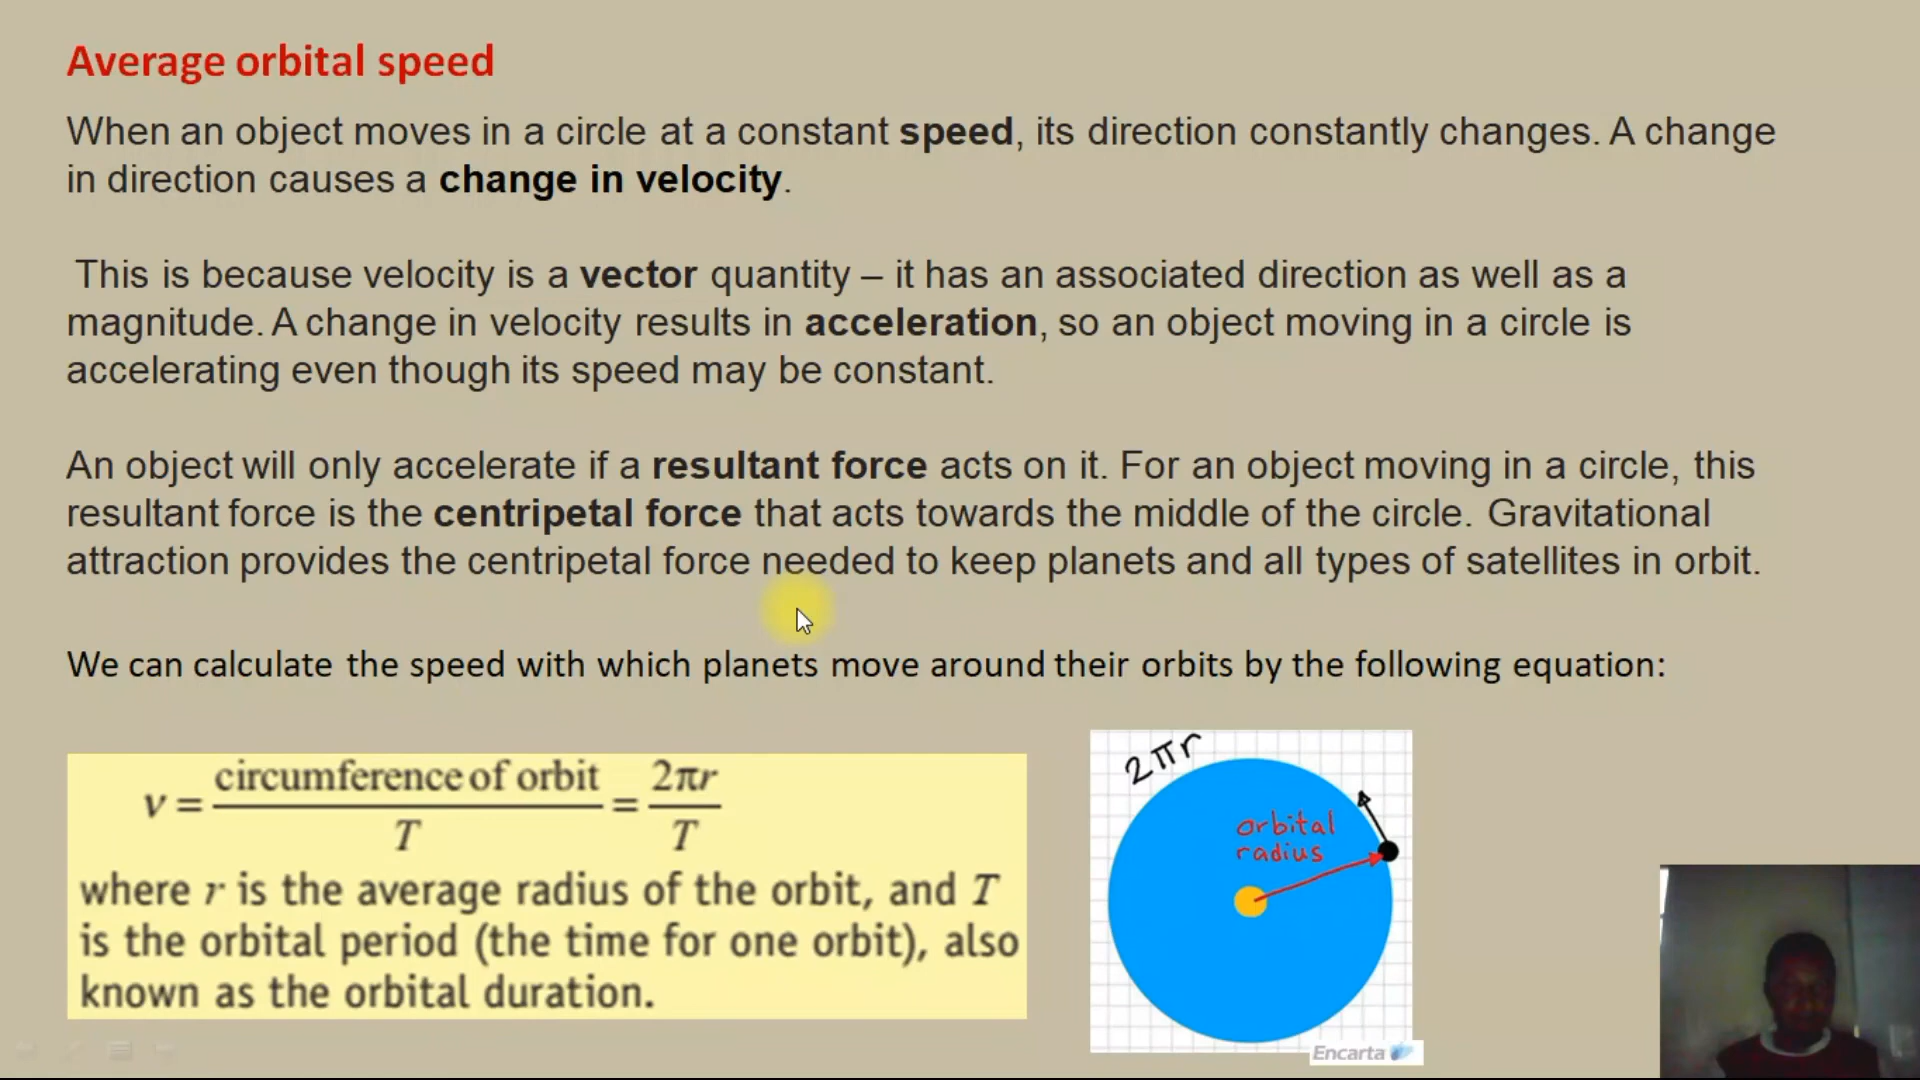 Average orbital speed
When an object moves in a circle at a constant speed, its direction constantly changes. A change
in direction causes a change in velocity.
This is because velocity is a vector quantity – it has an associated direction as well as a
magnitude. A change in velocity results in acceleration, so an object moving in a circle is
accelerating even though its speed may be constant.
An object will only accelerate if a resultant force acts on it. For an object moving in a circle, this
resultant force is the centripetal force that acts towards the middle of the circle. Gravitational
attraction provides the centripetal force needed to keep planets and all types of satellites in orbit.
We can calculate the speed with which planets move around their orbits by the following equation:
v = circumference of orbit / T = 2πr / T
where r is the average radius of the orbit, and T
is the orbital period (the time for one orbit), also
known as the orbital duration.
2πr
orbital
radius
Encarta